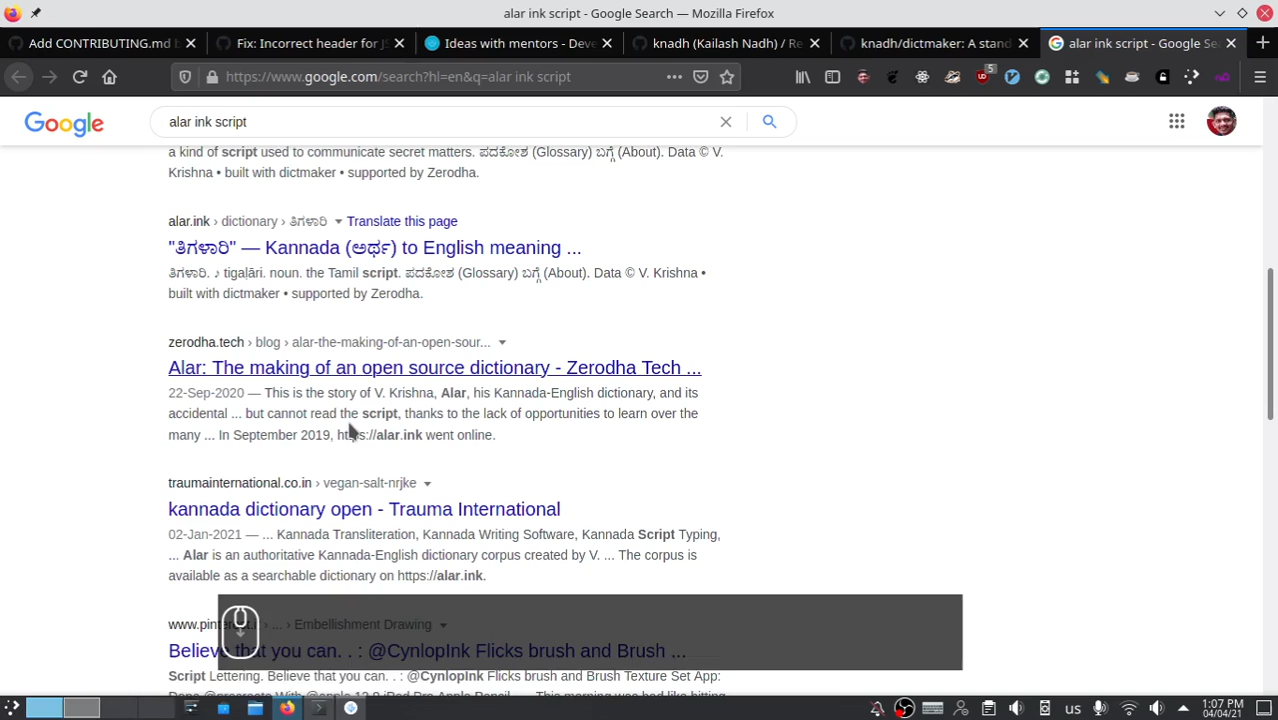 alar ink script - Google Search — Mozilla Firefox
Add CONTRIBUTING.md b
Fix: Incorrect header for JS
Ideas with mentors - Deve
knadh (Kailash Nadh) / Re
knadh/dictmaker: A stand
alar ink script - Google Sea
https://www.google.com/search?hl=en&q=alar ink script
5
Google
alar ink script
a kind of script used to communicate secret matters. ಪದಕೋಶ (Glossary) ಬಗ್ಗೆ (About). Data © V.
Krishna • built with dictmaker • supported by Zerodha.
alar.ink › dictionary › ತಿಗಳಾರಿ Translate this page
"ತಿಗಳಾರಿ" — Kannada (ಅರ್ಥ) to English meaning ...
ತಿಗಳಾರಿ. ♪ tigaḷāri. noun. the Tamil script. ಪದಕೋಶ (Glossary) ಬಗ್ಗೆ (About). Data © V. Krishna •
built with dictmaker • supported by Zerodha.
zerodha.tech › blog › alar-the-making-of-an-open-sour...
Alar: The making of an open source dictionary - Zerodha Tech ...
22-Sep-2020 — This is the story of V. Krishna, Alar, his Kannada-English dictionary, and its
accidental ... but cannot read the script, thanks to the lack of opportunities to learn over the
many ... In September 2019, https://alar.ink went online.
traumainternational.co.in › vegan-salt-nrjke
kannada dictionary open - Trauma International
02-Jan-2021 — ... Kannada Transliteration, Kannada Writing Software, Kannada Script Typing,
... Alar is an authoritative Kannada-English dictionary corpus created by V. ... The corpus is
available as a searchable dictionary on https://alar.ink.
› ... › Embellishment Drawing
Believe that you can. . : @CynlopInk Flicks brush and Brush ...
Script Lettering. Believe that you can. . : @CynlopInk Flicks brush and Brush Texture Set App:
us
1:07 PM
04/04/21